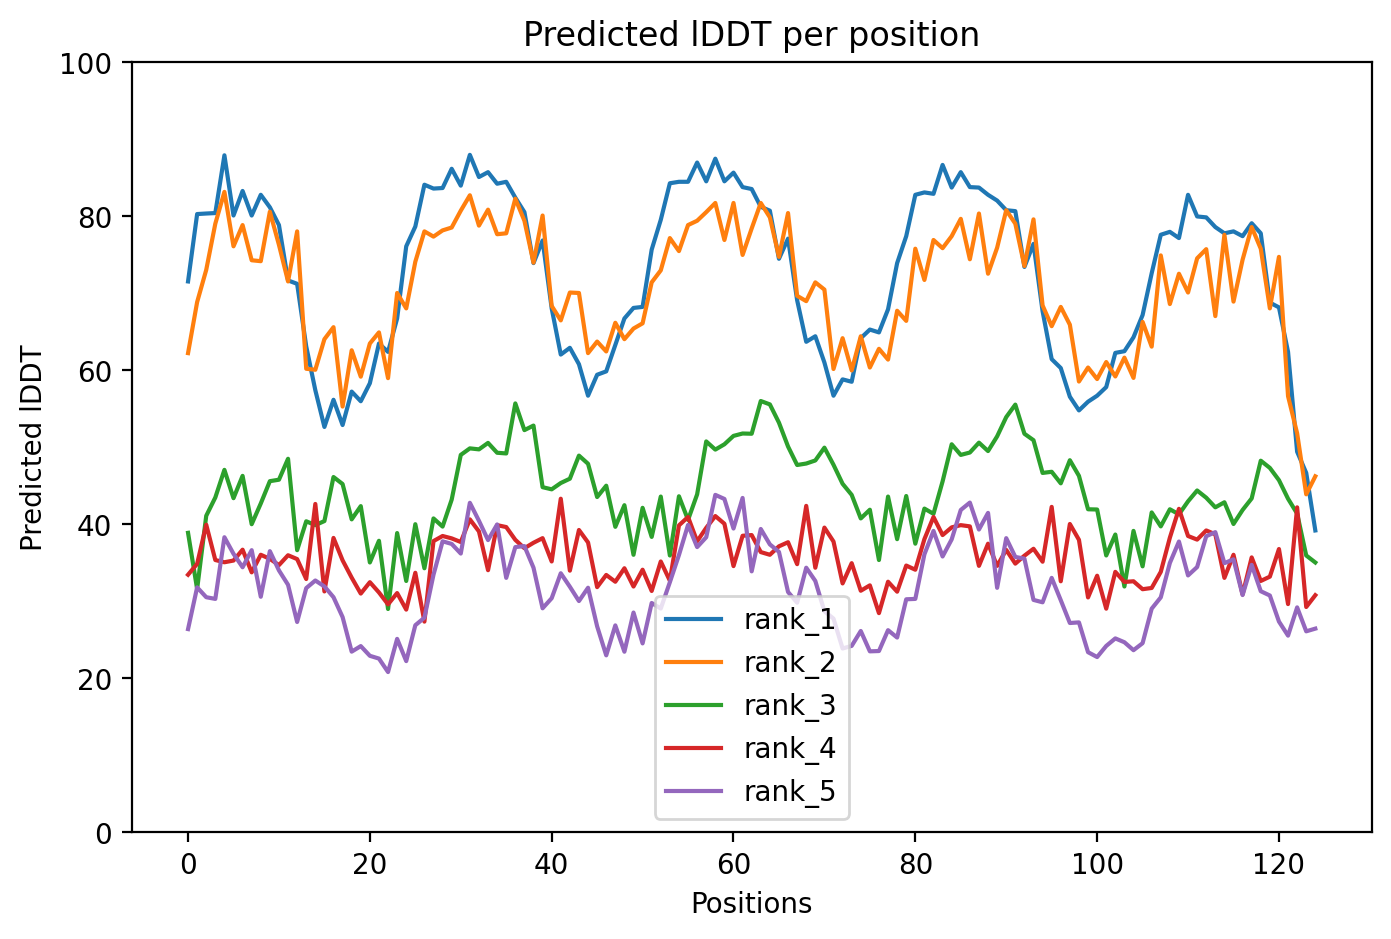 Predicted lDDT per position
100
80
60
40
20
0
Predicted lDDT
rank_1
rank_2
rank_3
rank_4
rank_5
0 20 40 60 80 100 120
Positions